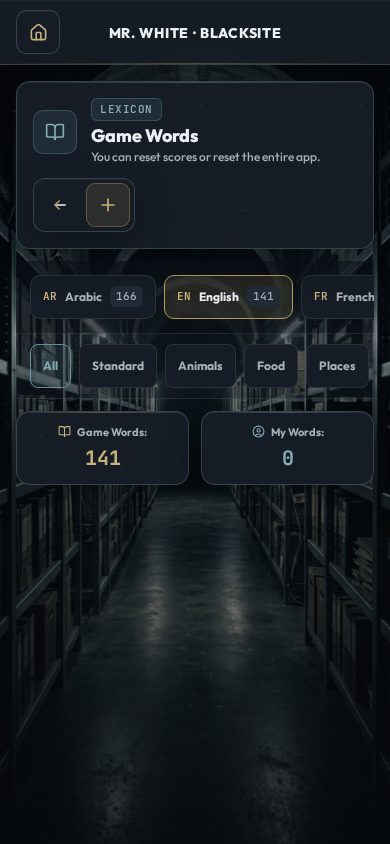 MR. WHITE · BLACKSITE
LEXICON
Game Words
You can reset scores or reset the entire app.
AR Arabic 166
EN English 141
FR French
All
Standard
Animals
Food
Places
Game Words:
141
My Words:
0